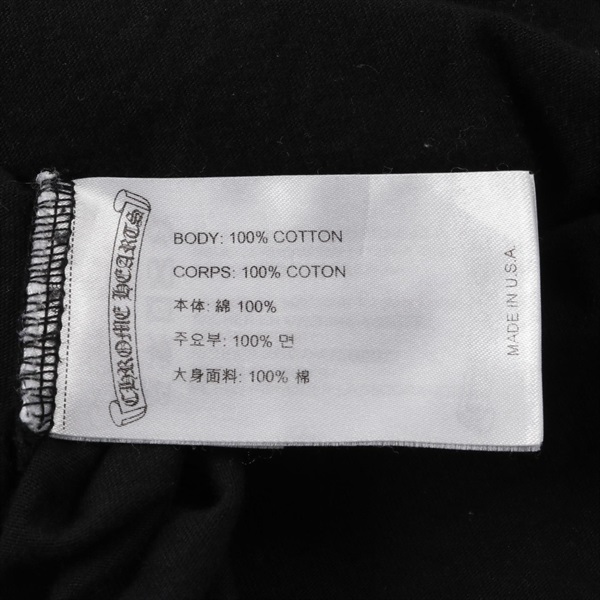 CHROME HEARTS
BODY: 100% COTTON
CORPS: 100% COTON
本体: 綿 100%
주요부: 100% 면
大身面料: 100% 棉
MADE IN U.S.A.